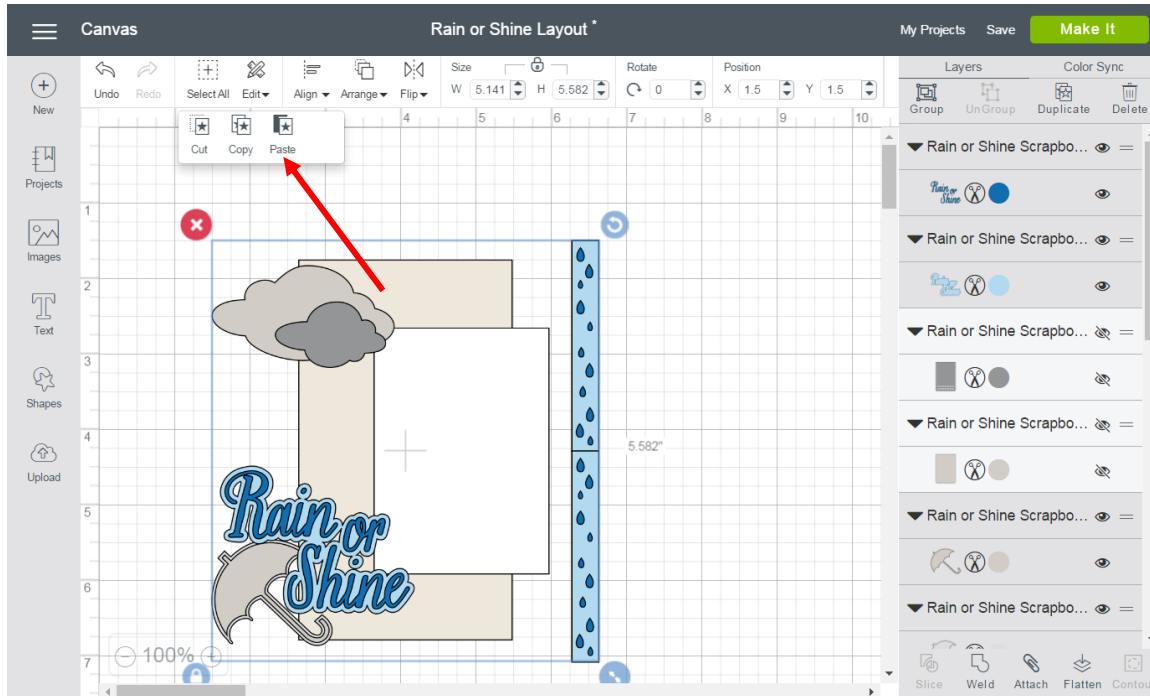 Canvas
Rain or Shine Layout *
My Projects Save Make It
New
Projects
Images
Text
Shapes
Upload
Undo Redo Select All Edit Align Arrange Flip
Size
W 5.141 H 5.582
Rotate
0
Position
X 1.5 Y 1.5
Cut Copy Paste
4 5 6 7 8 9 10
1
2
3
4
5
6
7
5.582"
Rain or
Shine
100%
Layers Color Sync
Group UnGroup Duplicate Delete
Rain or Shine Scrapbo...
Rain or
Shine
Rain or Shine Scrapbo...
Rain or Shine Scrapbo...
Rain or Shine Scrapbo...
Rain or Shine Scrapbo...
Rain or Shine Scrapbo...
Slice Weld Attach Flatten Contou